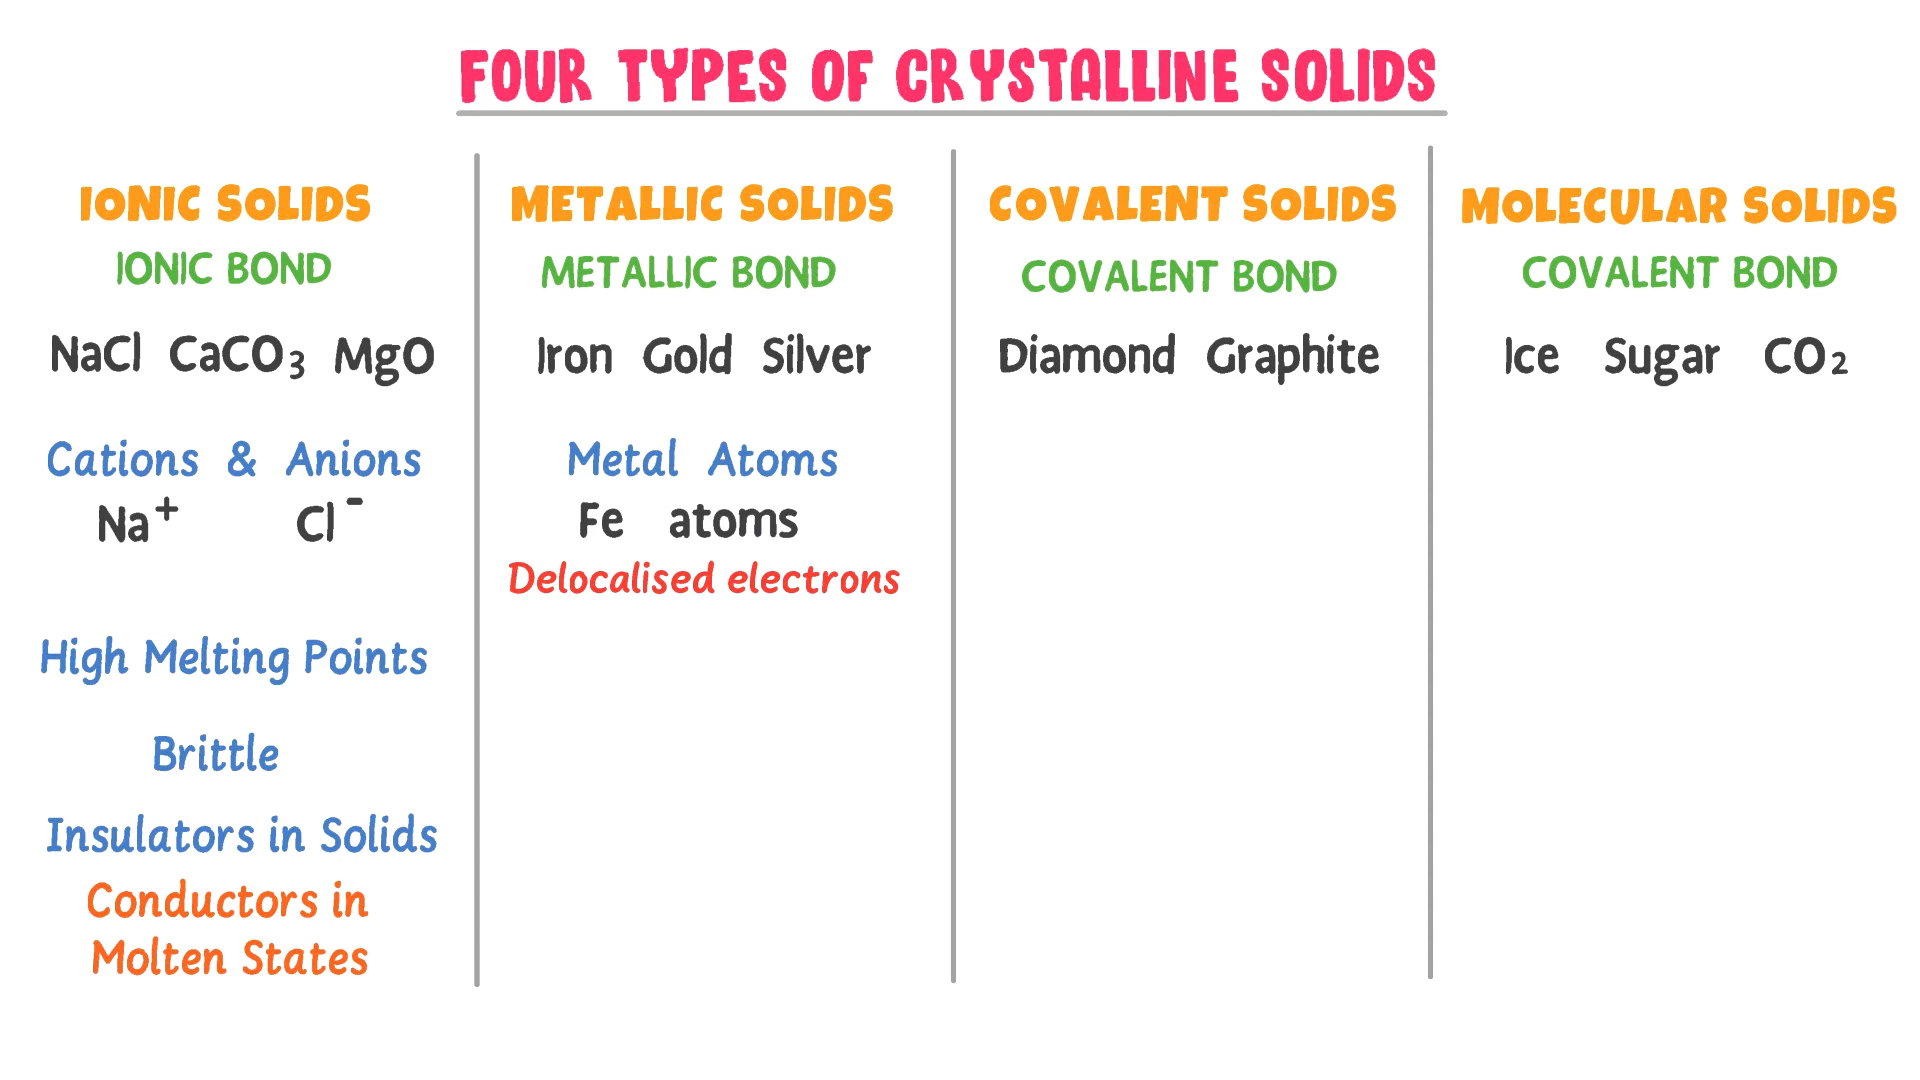 FOUR TYPES OF CRYSTALLINE SOLIDS
IONIC SOLIDS
IONIC BOND
NaCl CaCO₃ MgO
Cations & Anions
Na⁺ Cl⁻
High Melting Points
Brittle
Insulators in Solids
Conductors in
Molten States
METALLIC SOLIDS
METALLIC BOND
Iron Gold Silver
Metal Atoms
Fe atoms
Delocalised electrons
COVALENT SOLIDS
COVALENT BOND
Diamond Graphite
MOLECULAR SOLIDS
COVALENT BOND
Ice Sugar CO₂